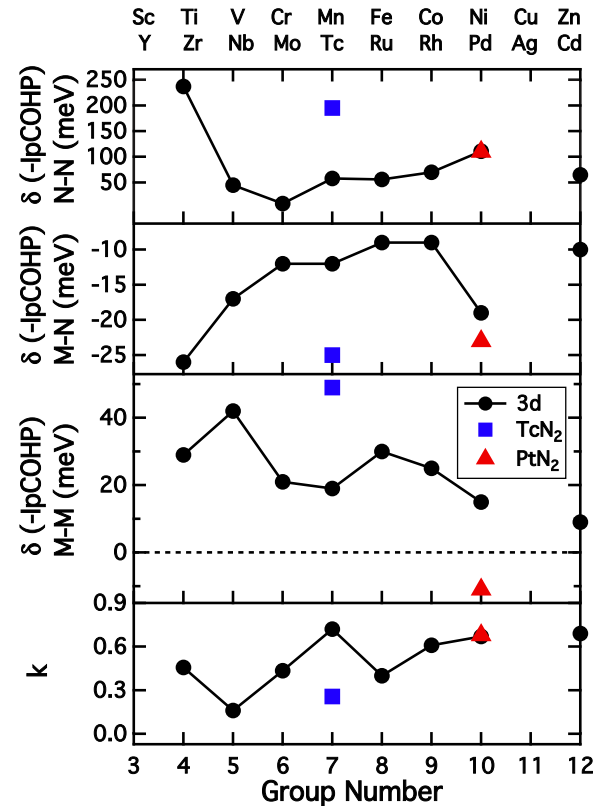 Sc Ti V Cr Mn Fe Co Ni Cu Zn
Y Zr Nb Mo Tc Ru Rh Pd Ag Cd
δ (-IpCOHP)
N-N (meV)
250
200
150
100
50
δ (-IpCOHP)
M-N (meV)
-10
-15
-20
-25
δ (-IpCOHP)
M-M (meV)
40
20
0
3d
TcN₂
PtN₂
k
0.9
0.6
0.3
0.0
3 4 5 6 7 8 9 10 11 12
Group Number